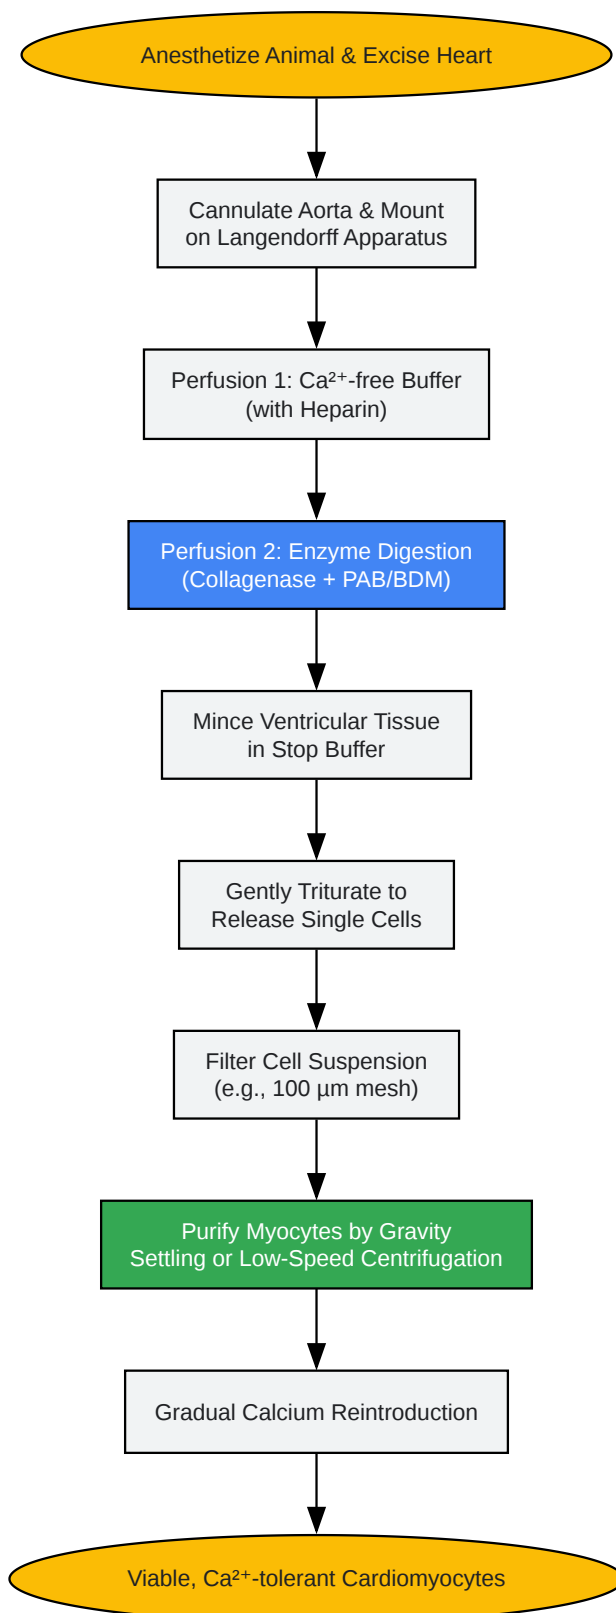 Anesthetize Animal & Excise Heart
Cannulate Aorta & Mount
on Langendorff Apparatus
Perfusion 1: Ca²⁺-free Buffer
(with Heparin)
Perfusion 2: Enzyme Digestion
(Collagenase + PAB/BDM)
Mince Ventricular Tissue
in Stop Buffer
Gently Triturate to
Release Single Cells
Filter Cell Suspension
(e.g., 100 µm mesh)
Purify Myocytes by Gravity
Settling or Low-Speed Centrifugation
Gradual Calcium Reintroduction
Viable, Ca²⁺-tolerant Cardiomyocytes